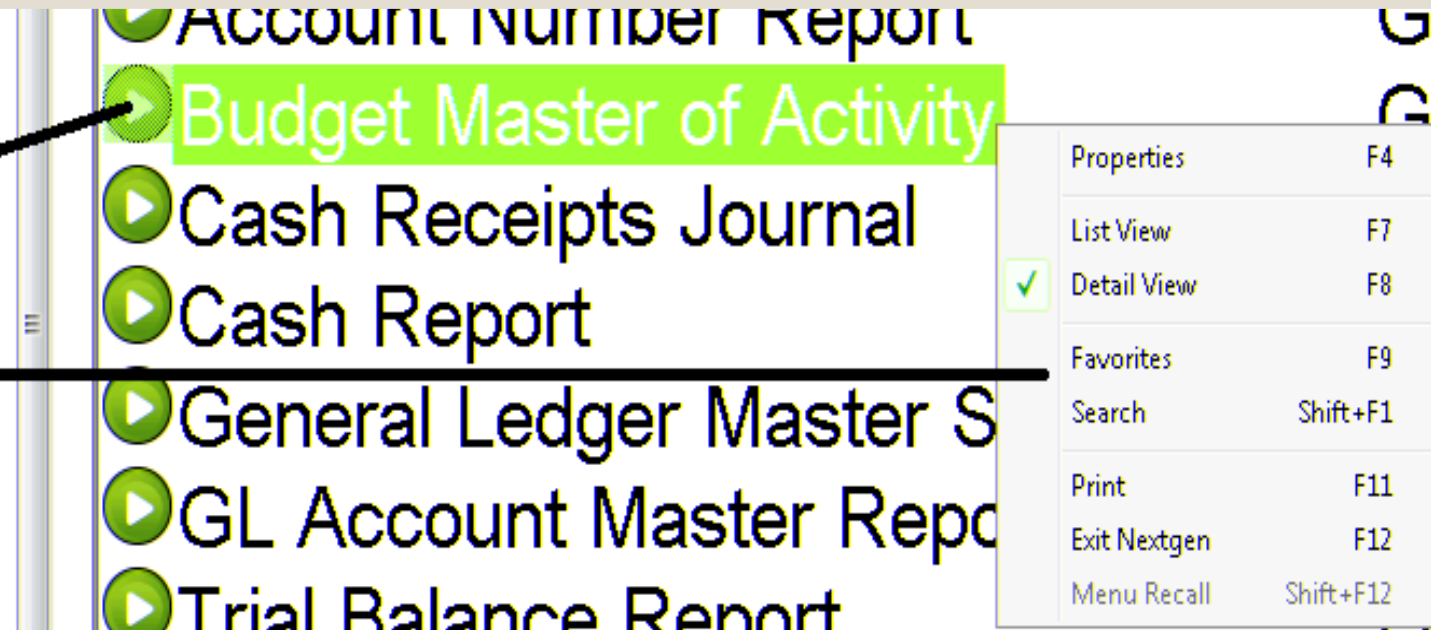 Account Number Report G
Budget Master of Activity G
Cash Receipts Journal
Cash Report
General Ledger Master S
GL Account Master Repo
Trial Balance Report
Properties F4
List View F7
Detail View F8
Favorites F9
Search Shift+F1
Print F11
Exit Nextgen F12
Menu Recall Shift+F12